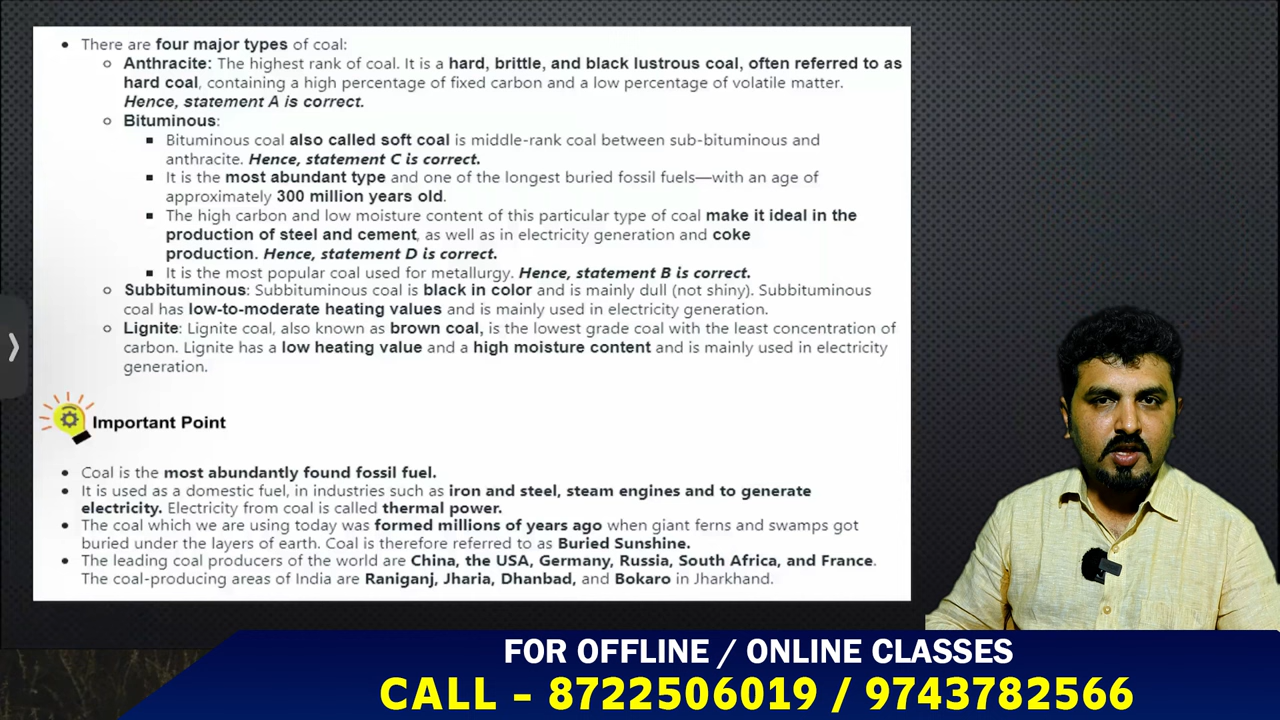 There are four major types of coal:
Anthracite: The highest rank of coal. It is a hard, brittle, and black lustrous coal, often referred to as
hard coal, containing a high percentage of fixed carbon and a low percentage of volatile matter.
Hence, statement A is correct.
Bituminous:
Bituminous coal also called soft coal is middle-rank coal between sub-bituminous and
anthracite. Hence, statement C is correct.
It is the most abundant type and one of the longest buried fossil fuels—with an age of
approximately 300 million years old.
The high carbon and low moisture content of this particular type of coal make it ideal in the
production of steel and cement, as well as in electricity generation and coke
production. Hence, statement D is correct.
It is the most popular coal used for metallurgy. Hence, statement B is correct.
Subbituminous: Subbituminous coal is black in color and is mainly dull (not shiny). Subbituminous
coal has low-to-moderate heating values and is mainly used in electricity generation.
Lignite: Lignite coal, also known as brown coal, is the lowest grade coal with the least concentration of
carbon. Lignite has a low heating value and a high moisture content and is mainly used in electricity
generation.
Important Point
Coal is the most abundantly found fossil fuel.
It is used as a domestic fuel, in industries such as iron and steel, steam engines and to generate
electricity. Electricity from coal is called thermal power.
The coal which we are using today was formed millions of years ago when giant ferns and swamps got
buried under the layers of earth. Coal is therefore referred to as Buried Sunshine.
The leading coal producers of the world are China, the USA, Germany, Russia, South Africa, and France.
The coal-producing areas of India are Raniganj, Jharia, Dhanbad, and Bokaro in Jharkhand.
FOR OFFLINE / ONLINE CLASSES
CALL - 8722506019 / 9743782566